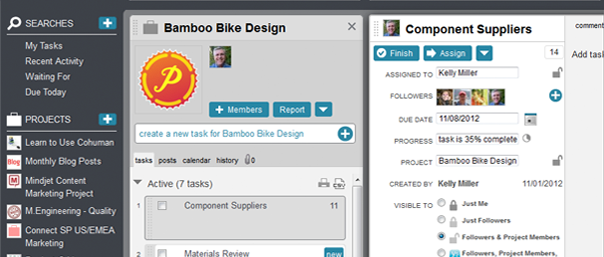 SEARCHES
My Tasks
Recent Activity
Waiting For
Due Today
PROJECTS
Learn to Use Cohuman
Blog
Monthly Blog Posts
Mindjet Content
Marketing Project
M.Engineering - Quality
Connect SP US/EMEA
Marketing
Bamboo Bike Design
P
+ Members
Report
create a new task for Bamboo Bike Design
tasks posts calendar history 0
Active (7 tasks)
CSV
1 Component Suppliers 11
2 Materials Review new
Component Suppliers
Finish
Assign
14
ASSIGNED TO Kelly Miller
FOLLOWERS
DUE DATE 11/08/2012
PROGRESS task is 35% complete
PROJECT Bamboo Bike Design
CREATED BY Kelly Miller 11/01/2012
VISIBLE TO Just Me
Just Followers
Followers & Project Members
Followers, Project Members,
comment
Add task